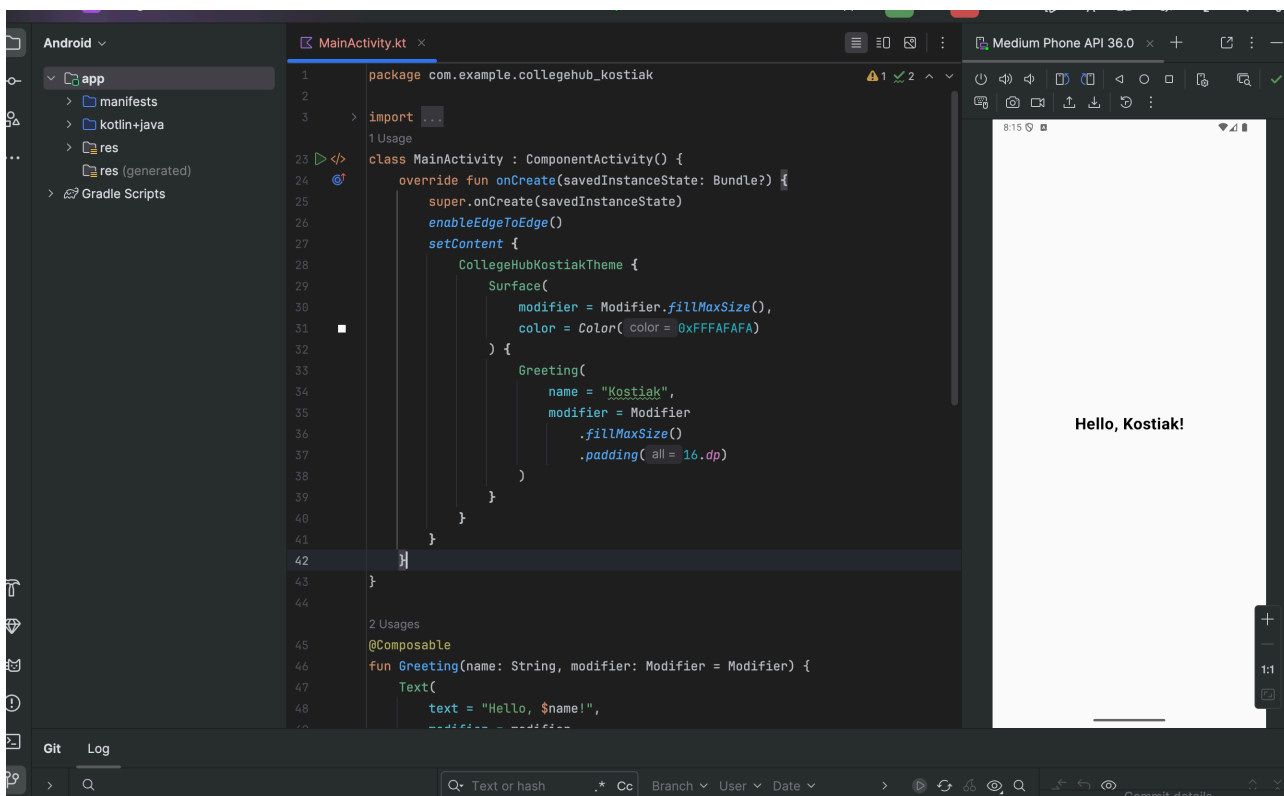 Android
MainActivity.kt
Medium Phone API 36.0
app
manifests
kotlin+java
res
res (generated)
Gradle Scripts
1 package com.example.collegehub_kostiak
1 2
2
3 import ...
1 Usage
23 class MainActivity : ComponentActivity() {
24 override fun onCreate(savedInstanceState: Bundle?) {
25 super.onCreate(savedInstanceState)
26 enableEdgeToEdge()
27 setContent {
28 CollegeHubKostiakTheme {
29 Surface(
30 modifier = Modifier.fillMaxSize(),
31 color = Color( color = 0xFFFAFAFA)
32 ) {
33 Greeting(
34 name = "Kostiak",
35 modifier = Modifier
36 .fillMaxSize()
37 .padding( all = 16.dp)
38 )
39 }
40 }
41 }
42 }
43 }
44
2 Usages
45 @Composable
46 fun Greeting(name: String, modifier: Modifier = Modifier) {
47 Text(
48 text = "Hello, $name!",
8:15
Hello, Kostiak!
1:1
Git Log
Text or hash .* Cc Branch User Date
Commit details